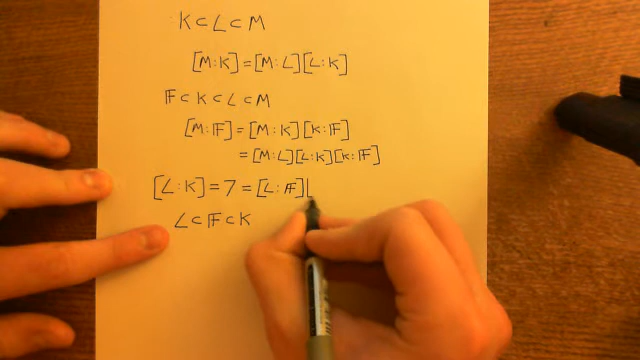 K ⊂ L ⊂ M
[M:K] = [M:L][L:K]
𝔽 ⊂ K ⊂ L ⊂ M
[M:𝔽] = [M:K][K:𝔽]
= [M:L][L:K][K:𝔽]
[L:K] = 7 = [L:𝔽][
L ⊂ 𝔽 ⊂ K